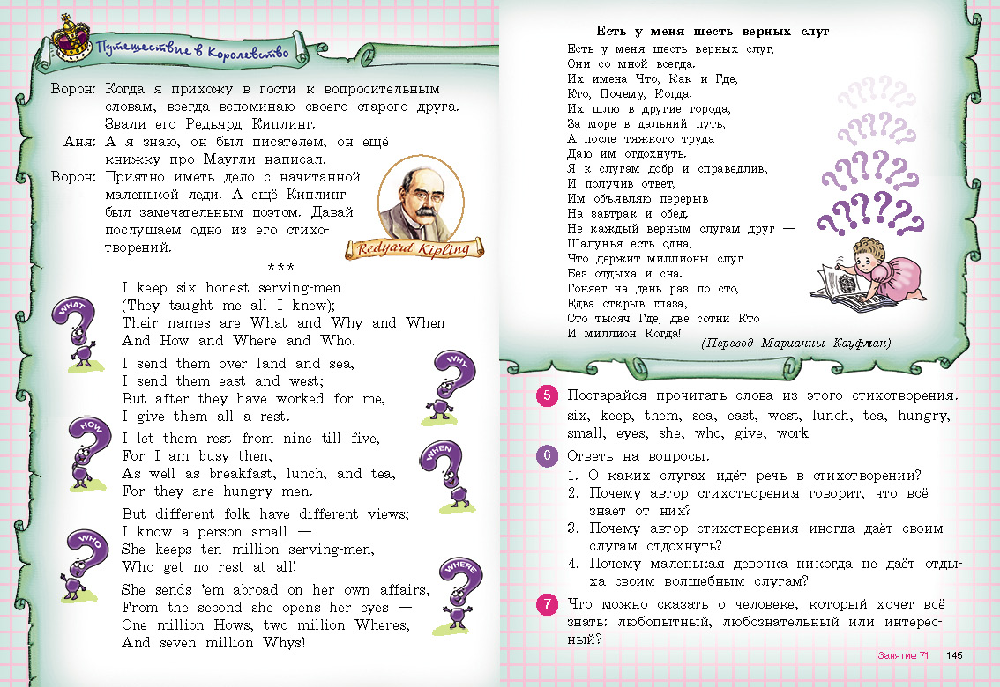 Путешествие в Королевство
Ворон: Когда я прихожу в гости к вопросительным
словам, всегда вспоминаю своего старого друга.
Звали его Редьярд Киплинг.
Аня: А я знаю, он был писателем, он ещё
книжку про Маугли написал.
Ворон: Приятно иметь дело с начитанной
маленькой леди. А ещё Киплинг
был замечательным поэтом. Давай
послушаем одно из его стихо-
творений.
Redyard Kipling
***
I keep six honest serving-men
(They taught me all I knew);
Their names are What and Why and When
And How and Where and Who.
I send them over land and sea,
I send them east and west;
But after they have worked for me,
I give them all a rest.
I let them rest from nine till five,
For I am busy then,
As well as breakfast, lunch, and tea,
For they are hungry men.
But different folk have different views;
I know a person small —
She keeps ten million serving-men,
Who get no rest at all!
She sends 'em abroad on her own affairs,
From the second she opens her eyes —
One million Hows, two million Wheres,
And seven million Whys!
WHAT
WHY
HOW
WHEN
WHO
WHERE
Есть у меня шесть верных слуг
Есть у меня шесть верных слуг,
Они со мной всегда.
Их имена Что, Как и Где,
Кто, Почему, Когда.
Их шлю в другие города,
За море в дальний путь,
А после тяжкого труда
Даю им отдохнуть.
Я к слугам добр и справедлив,
И получив ответ,
Им объявляю перерыв
На завтрак и обед.
Не каждый верным слугам друг —
Шалунья есть одна,
Что держит миллионы слуг
Без отдыха и сна.
Гоняет на день раз по сто,
Едва открыв глаза,
Сто тысяч Где, две сотни Кто
И миллион Когда!
(Перевод Марианны Кауфман)
5 Постарайся прочитать слова из этого стихотворения.
six, keep, them, sea, east, west, lunch, tea, hungry,
small, eyes, she, who, give, work
6 Ответь на вопросы.
1. О каких слугах идёт речь в стихотворении?
2. Почему автор стихотворения говорит, что всё
знает от них?
3. Почему автор стихотворения иногда даёт своим
слугам отдохнуть?
4. Почему маленькая девочка никогда не даёт отды-
ха своим волшебным слугам?
7 Что можно сказать о человеке, который хочет всё
знать: любопытный, любознательный или интерес-
ный?
Занятие 71 145